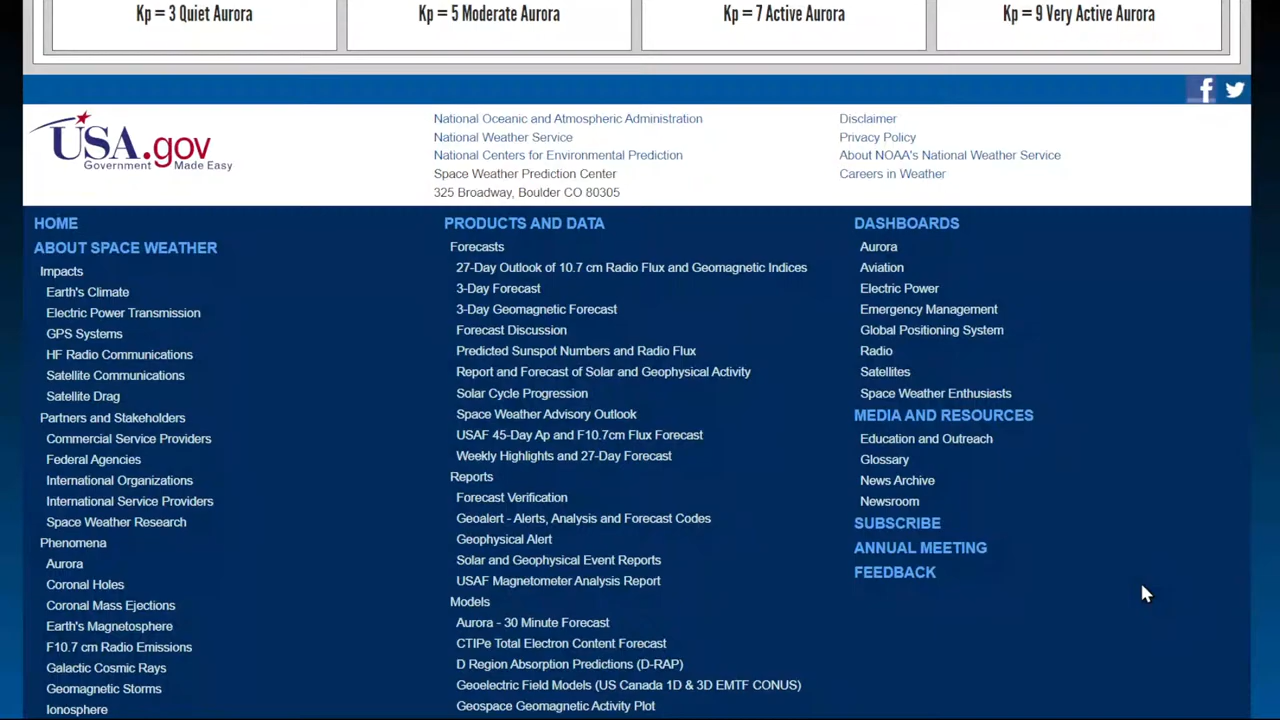 Kp = 3 Quiet Aurora
Kp = 5 Moderate Aurora
Kp = 7 Active Aurora
Kp = 9 Very Active Aurora
f
USA.gov
Government Made Easy
National Oceanic and Atmospheric Administration
National Weather Service
National Centers for Environmental Prediction
Space Weather Prediction Center
325 Broadway, Boulder CO 80305
Disclaimer
Privacy Policy
About NOAA's National Weather Service
Careers in Weather
HOME
ABOUT SPACE WEATHER
Impacts
Earth's Climate
Electric Power Transmission
GPS Systems
HF Radio Communications
Satellite Communications
Satellite Drag
Partners and Stakeholders
Commercial Service Providers
Federal Agencies
International Organizations
International Service Providers
Space Weather Research
Phenomena
Aurora
Coronal Holes
Coronal Mass Ejections
Earth's Magnetosphere
F10.7 cm Radio Emissions
Galactic Cosmic Rays
Geomagnetic Storms
Ionosphere
PRODUCTS AND DATA
Forecasts
27-Day Outlook of 10.7 cm Radio Flux and Geomagnetic Indices
3-Day Forecast
3-Day Geomagnetic Forecast
Forecast Discussion
Predicted Sunspot Numbers and Radio Flux
Report and Forecast of Solar and Geophysical Activity
Solar Cycle Progression
Space Weather Advisory Outlook
USAF 45-Day Ap and F10.7cm Flux Forecast
Weekly Highlights and 27-Day Forecast
Reports
Forecast Verification
Geoalert - Alerts, Analysis and Forecast Codes
Geophysical Alert
Solar and Geophysical Event Reports
USAF Magnetometer Analysis Report
Models
Aurora - 30 Minute Forecast
CTIPe Total Electron Content Forecast
D Region Absorption Predictions (D-RAP)
Geoelectric Field Models (US Canada 1D & 3D EMTF CONUS)
Geospace Geomagnetic Activity Plot
DASHBOARDS
Aurora
Aviation
Electric Power
Emergency Management
Global Positioning System
Radio
Satellites
Space Weather Enthusiasts
MEDIA AND RESOURCES
Education and Outreach
Glossary
News Archive
Newsroom
SUBSCRIBE
ANNUAL MEETING
FEEDBACK